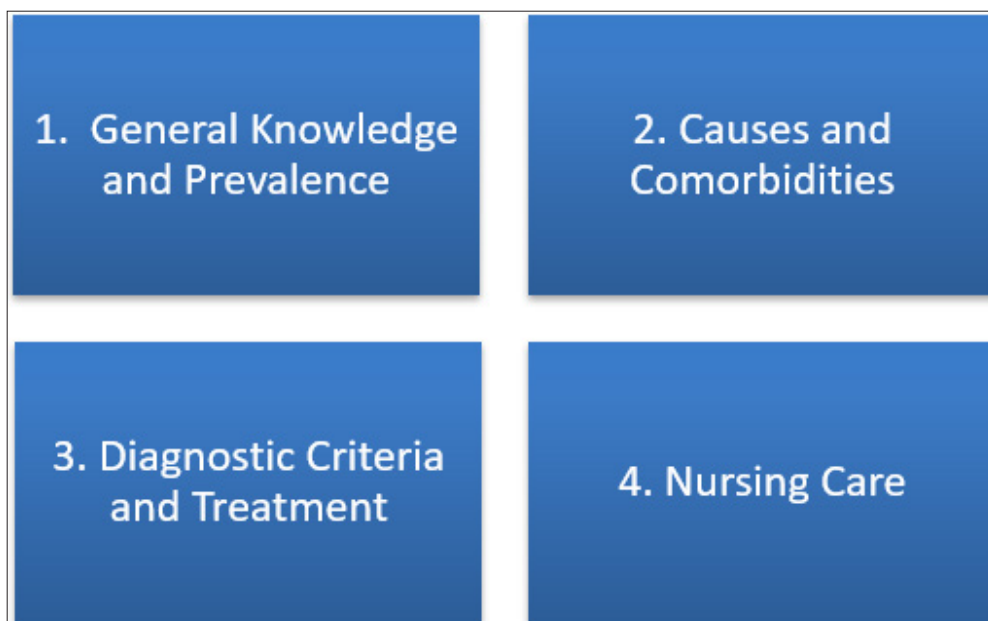 1.  General Knowledge
and Prevalence
2. Causes and
Comorbidities
3. Diagnostic Criteria
and Treatment
4. Nursing Care